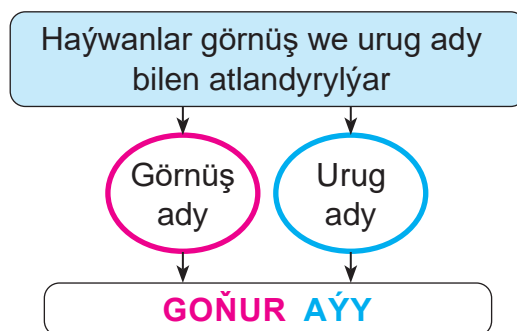 Haýwanlar görnüş we urug ady
bilen atlandyrylýar
Görnüş
ady
Urug
ady
GOŇUR AÝY